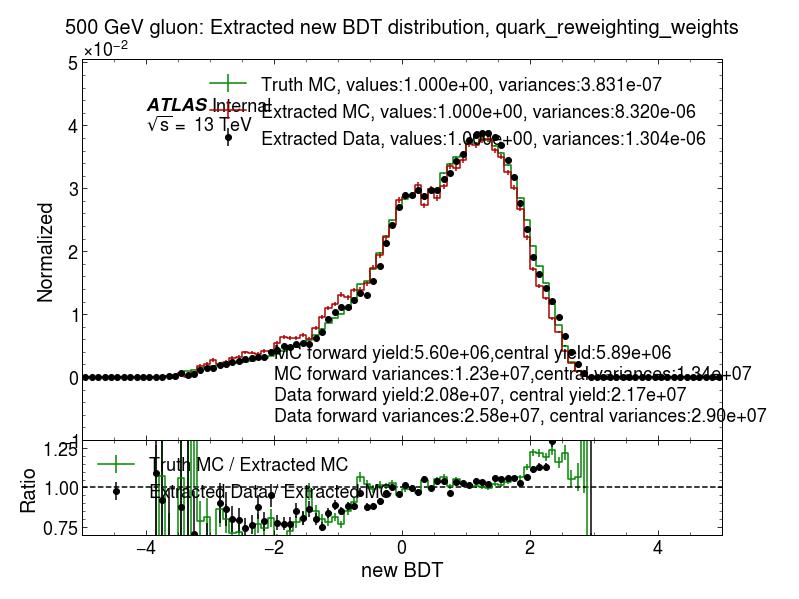 500 GeV gluon: Extracted new BDT distribution, quark_reweighting_weights
×10−2
5
Truth MC, values:1.000e+00, variances:3.831e-07
ATLAS Internal
Extracted MC, values:1.000e+00, variances:8.320e-06
√s = 13 TeV
Extracted Data, values:1.000e+00, variances:1.304e-06
4
3
2
1
0
Normalized
MC forward yield:5.60e+06,central yield:5.89e+06
MC forward variances:1.23e+07,central variances:1.34e+07
Data forward yield:2.08e+07, central yield:2.17e+07
Data forward variances:2.58e+07, central variances:2.90e+07
1.25
Truth MC / Extracted MC
1.00
Extracted Data / Extracted MC
0.75
Ratio
−4 −2 0 2 4
new BDT